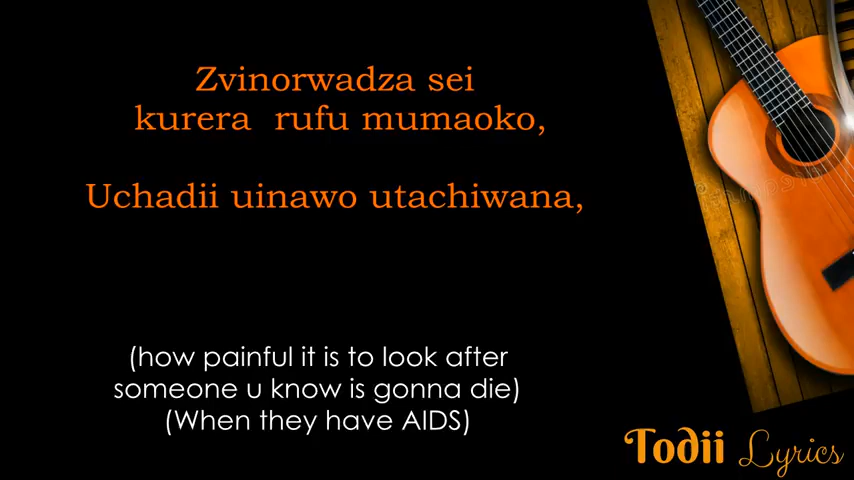 Zvinorwadza sei
kurera rufu mumaoko,
Uchadii uinawo utachiwana,
(how painful it is to look after
someone u know is gonna die)
(When they have AIDS)
Todii Lyrics